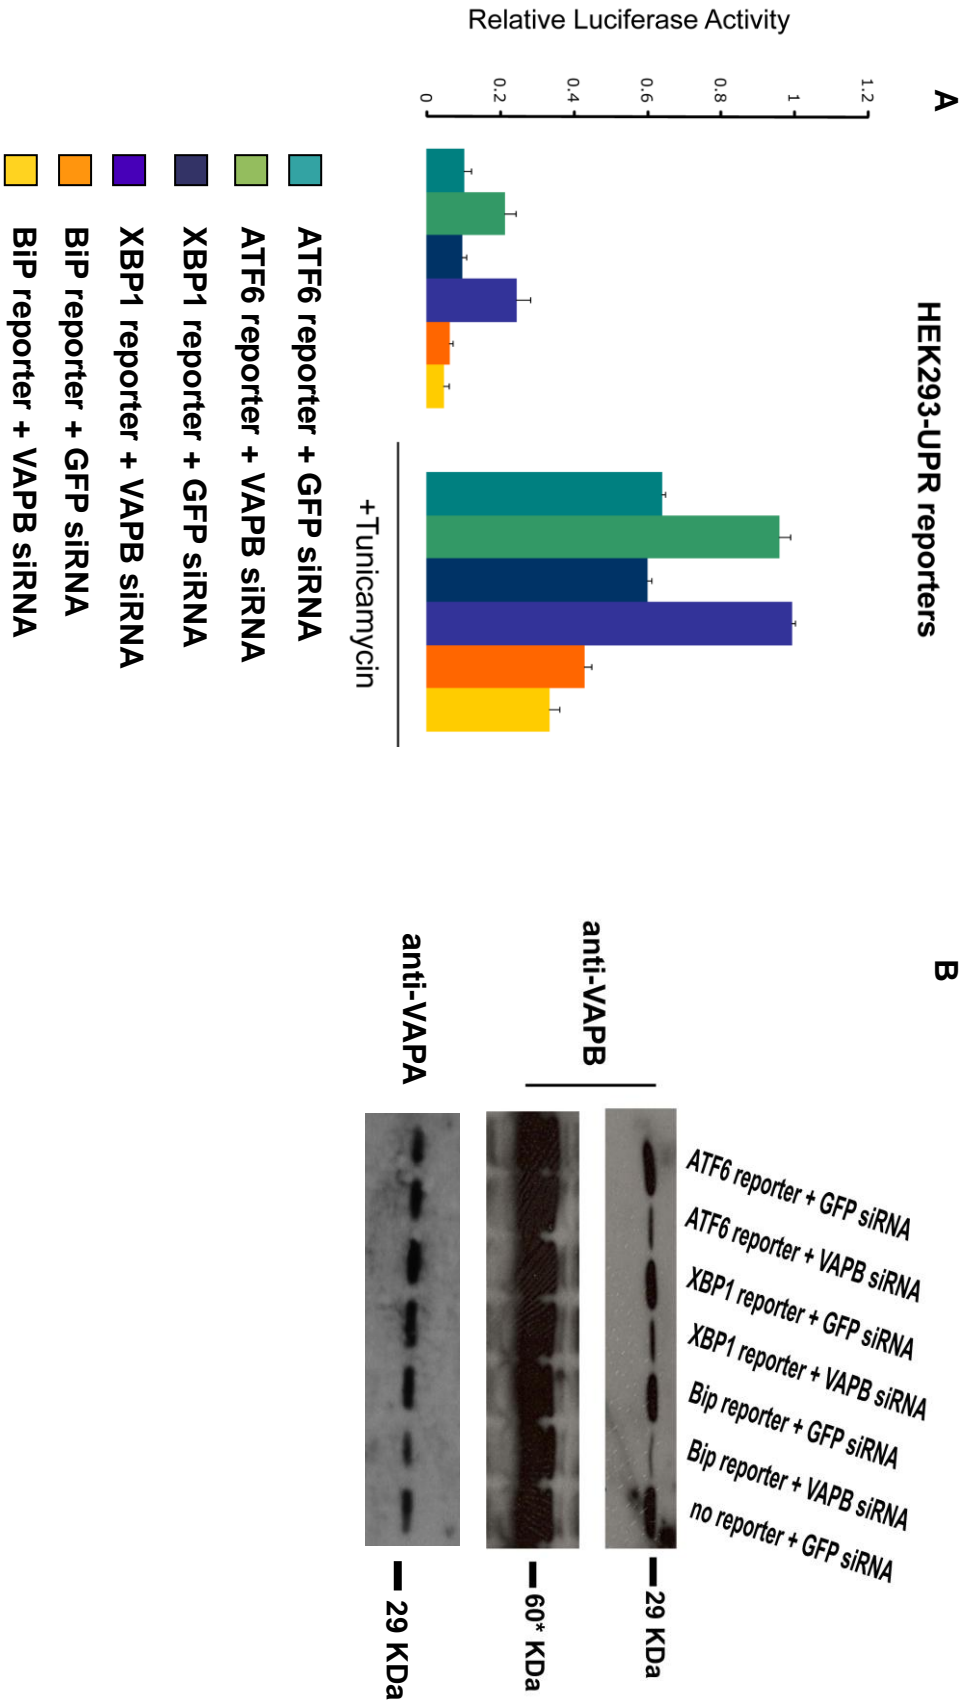 A
HEK293-UPR reporters
Relative Luciferase Activity
1.2
1
0.8
0.6
0.4
0.2
0
+Tunicamycin
ATF6 reporter + GFP siRNA
ATF6 reporter + VAPB siRNA
XBP1 reporter + GFP siRNA
XBP1 reporter + VAPB siRNA
BiP reporter + GFP siRNA
BiP reporter + VAPB siRNA
B
ATF6 reporter + GFP siRNA
ATF6 reporter + VAPB siRNA
XBP1 reporter + GFP siRNA
XBP1 reporter + VAPB siRNA
Bip reporter + GFP siRNA
Bip reporter + VAPB siRNA
no reporter + GFP siRNA
anti-VAPB
29 KDa
60* KDa
anti-VAPA
29 KDa